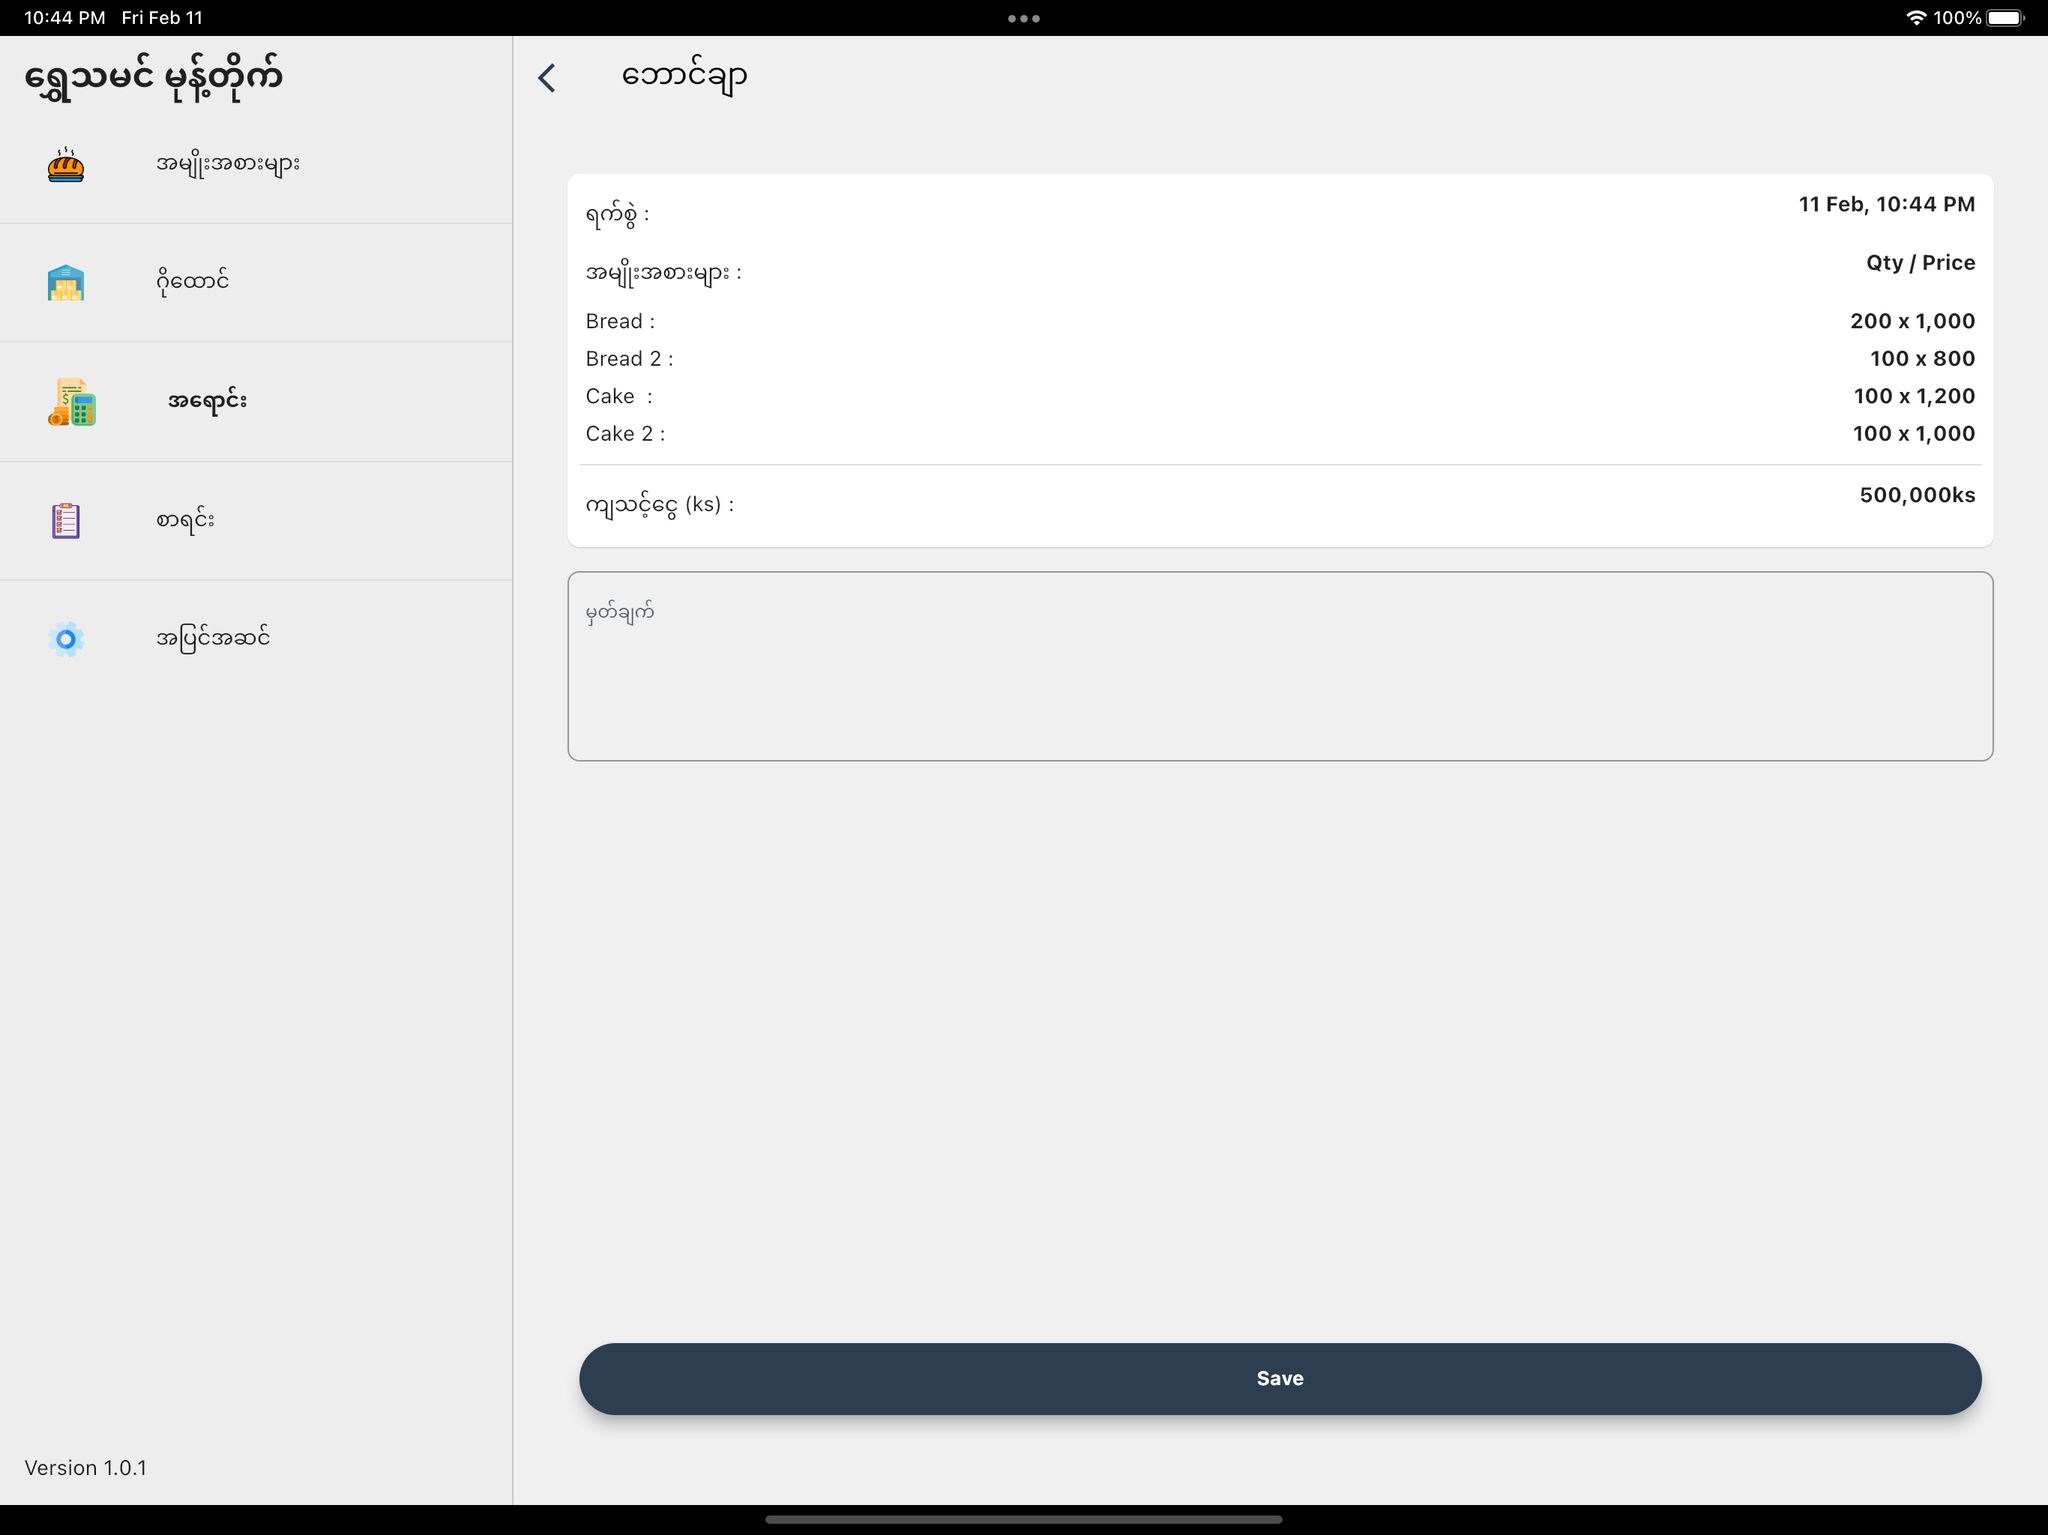 10:44 PM Fri Feb 11
100%
ရွှေသမင် မုန့်တိုက်
အမျိုးအစားများ
ဂိုထောင်
အရောင်း
စာရင်း
အပြင်အဆင်
Version 1.0.1
ဘောင်ချာ
ရက်စွဲ : 11 Feb, 10:44 PM
အမျိုးအစားများ : Qty / Price
Bread : 200 x 1,000
Bread 2 : 100 x 800
Cake : 100 x 1,200
Cake 2 : 100 x 1,000
ကျသင့်ငွေ (ks) : 500,000ks
မှတ်ချက်
Save